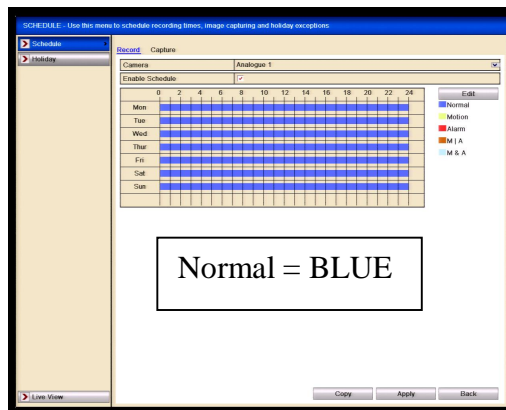 SCHEDULE - Use this menu to schedule recording times, image capturing and holiday exceptions
Schedule
Holiday
Record Capture
Camera Analogue 1
Enable Schedule
0 2 4 6 8 10 12 14 16 18 20 22 24
Edit
Mon
Tue
Wed
Thur
Fri
Sat
Sun
Normal
Motion
Alarm
M | A
M & A
Normal = BLUE
Live View
Copy Apply Back